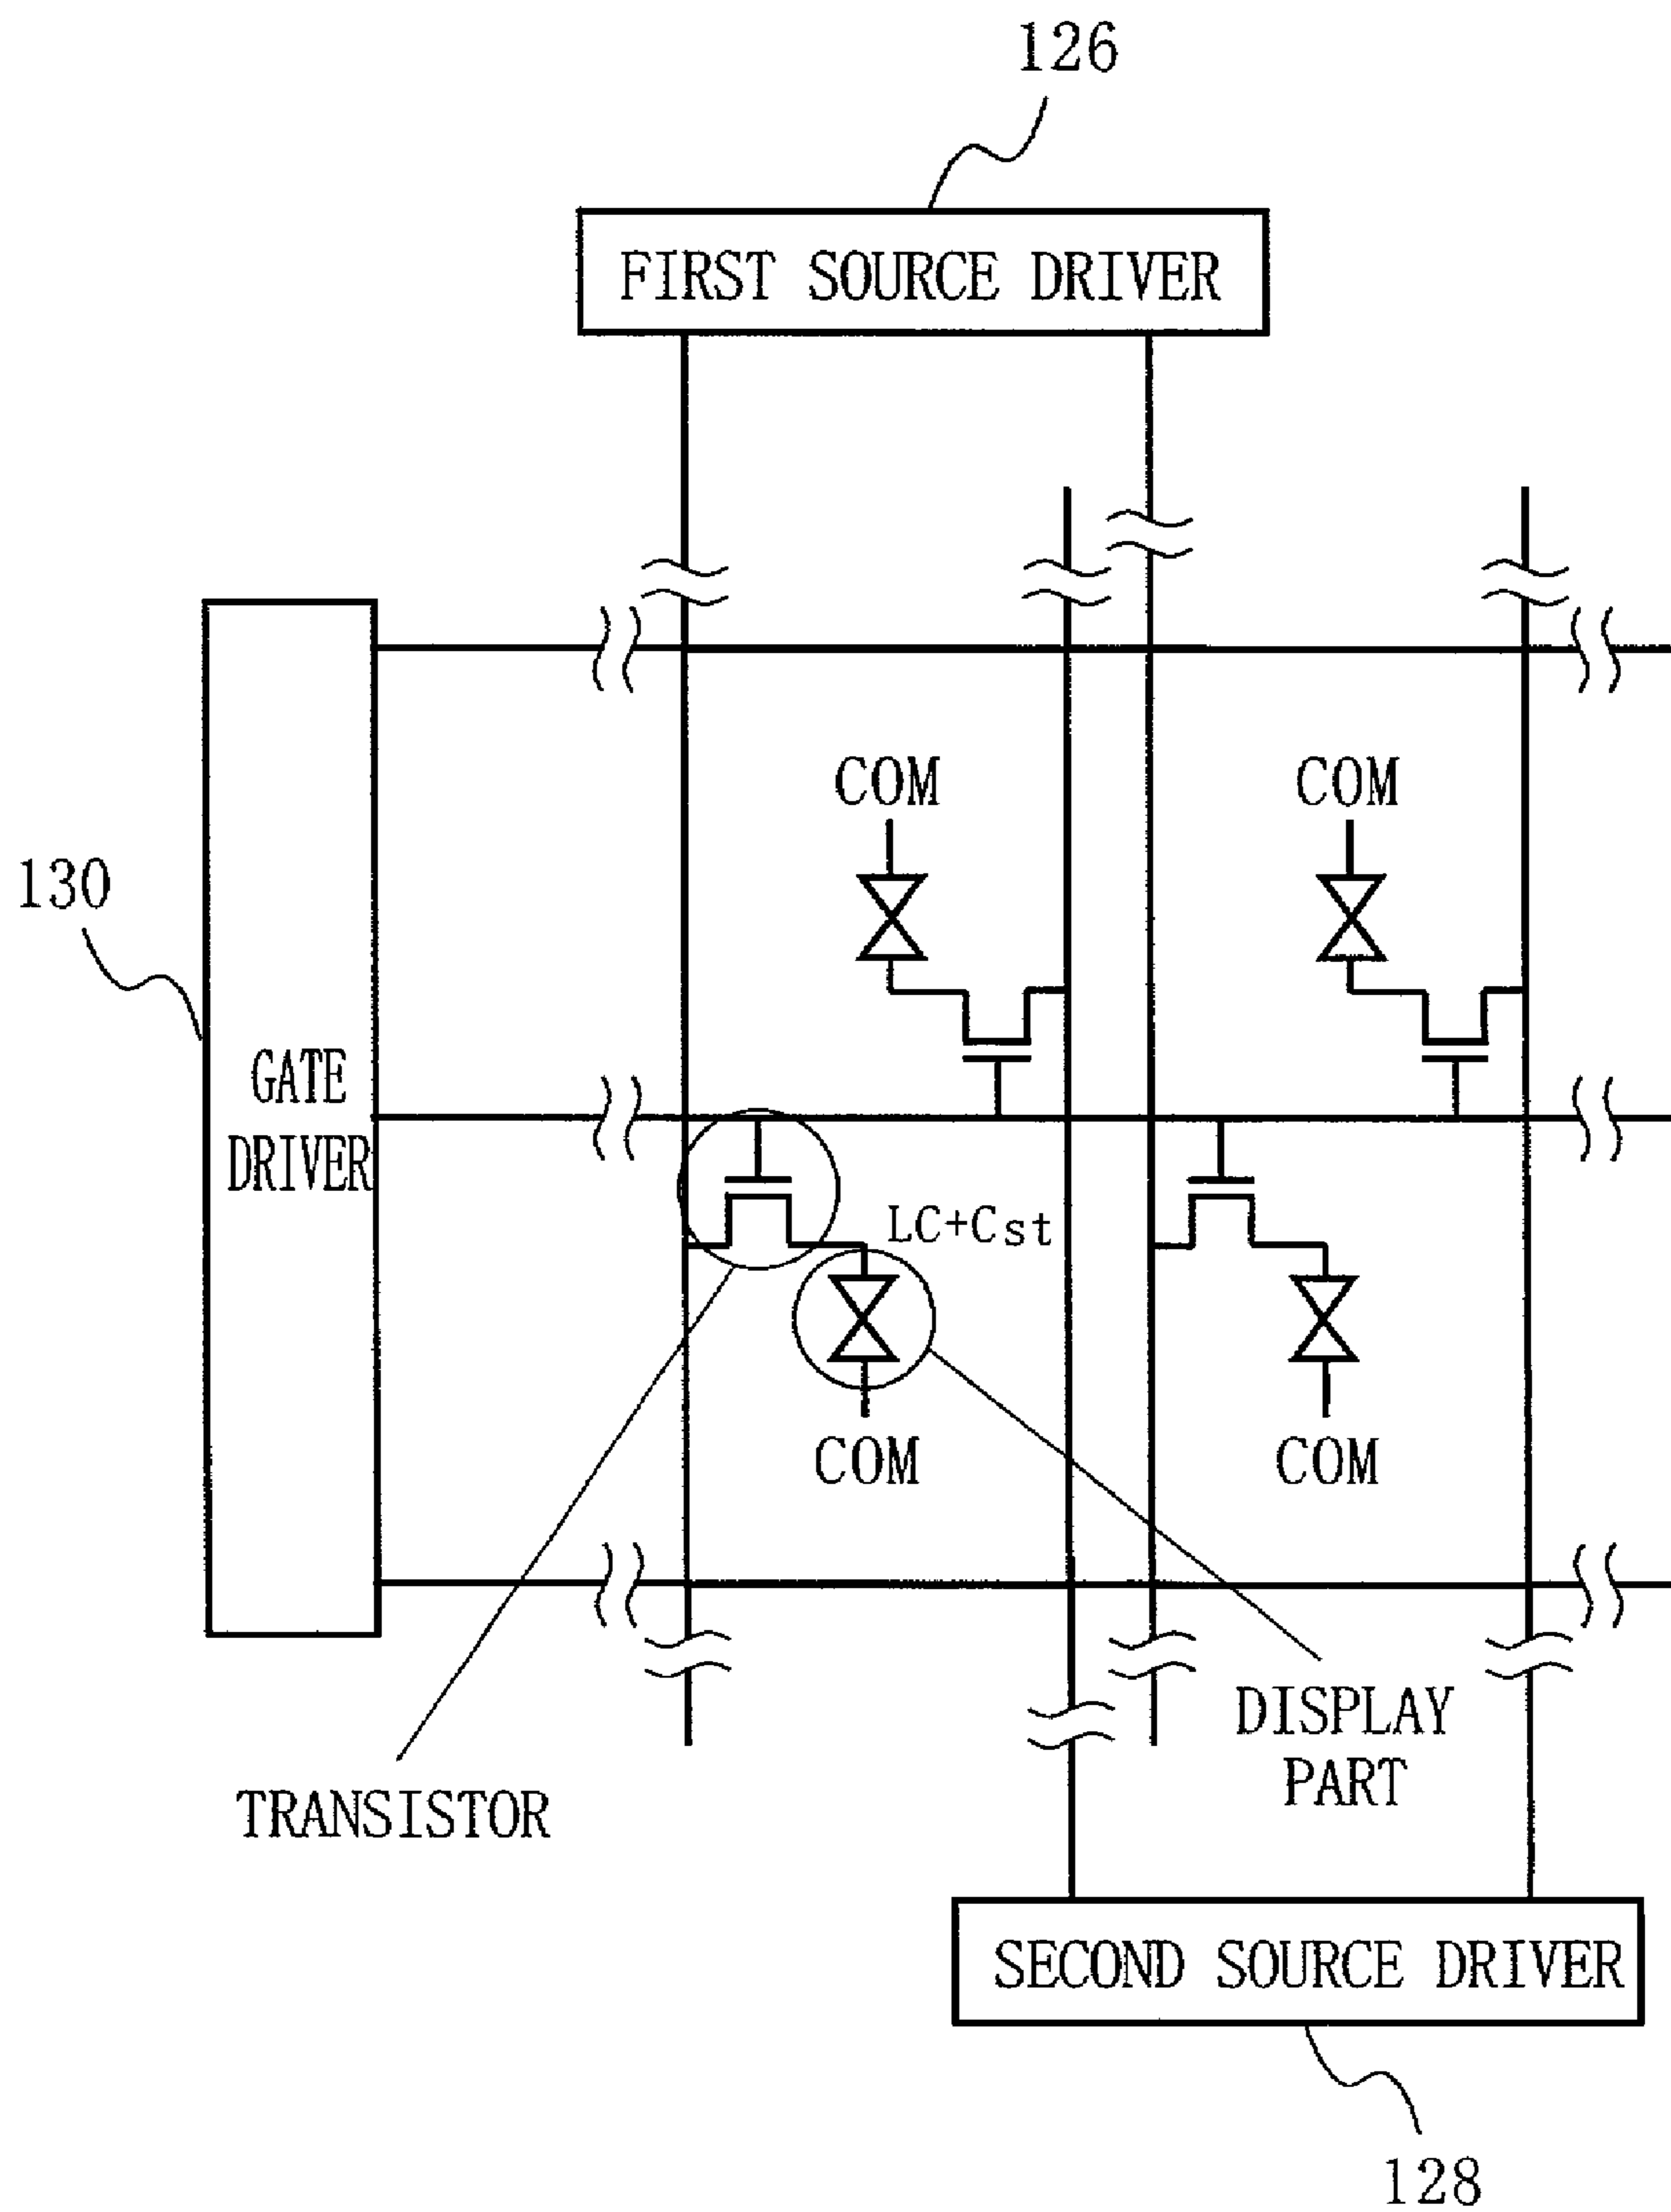 126
FIRST SOURCE DRIVER
COM
COM
130
GATE
DRIVER
LC+Cst
COM
COM
DISPLAY
PART
TRANSISTOR
SECOND SOURCE DRIVER
128